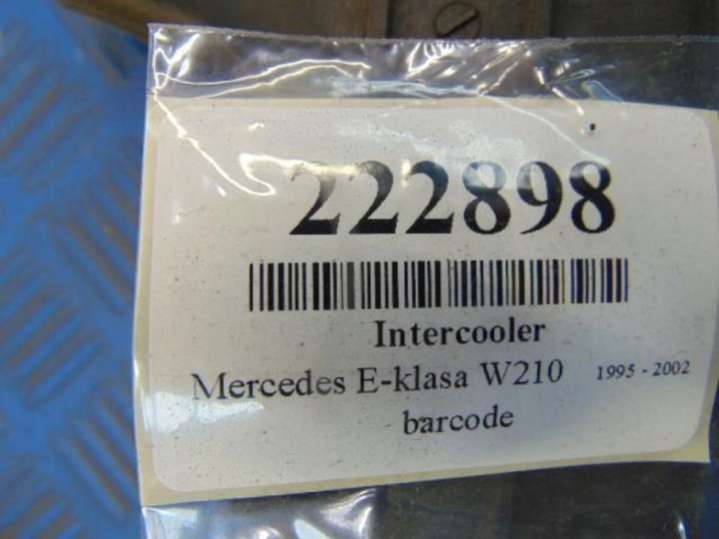 222898
Intercooler
Mercedes E-klasa W210 1995 - 2002
barcode